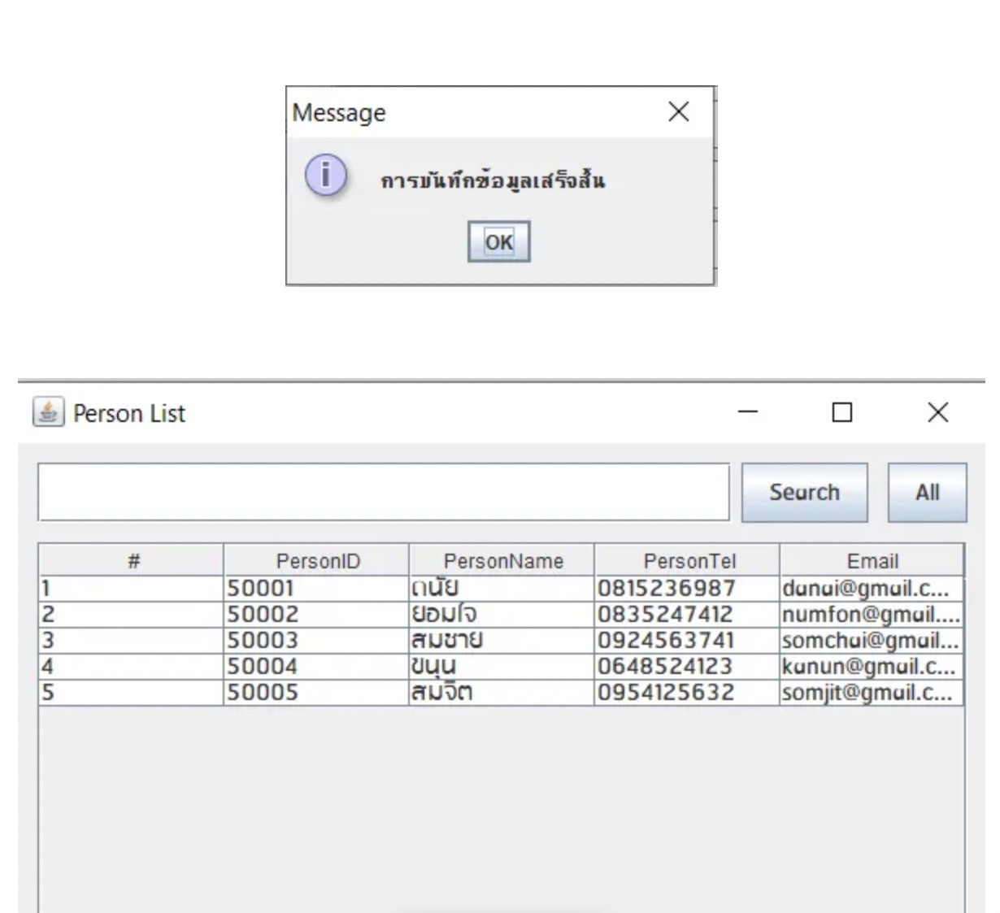 Message
การบันทึกข้อมูลเสร็จสิ้น
OK
Person List
Search All
# PersonID PersonName PersonTel Email
1 50001 ดนัย 0815236987 danai@gmail.c...
2 50002 ยอมใจ 0835247412 numfon@gmail....
3 50003 สมชาย 0924563741 somchai@gmail...
4 50004 ขนุน 0648524123 kanun@gmail.c...
5 50005 สมจิต 0954125632 somjit@gmail.c...